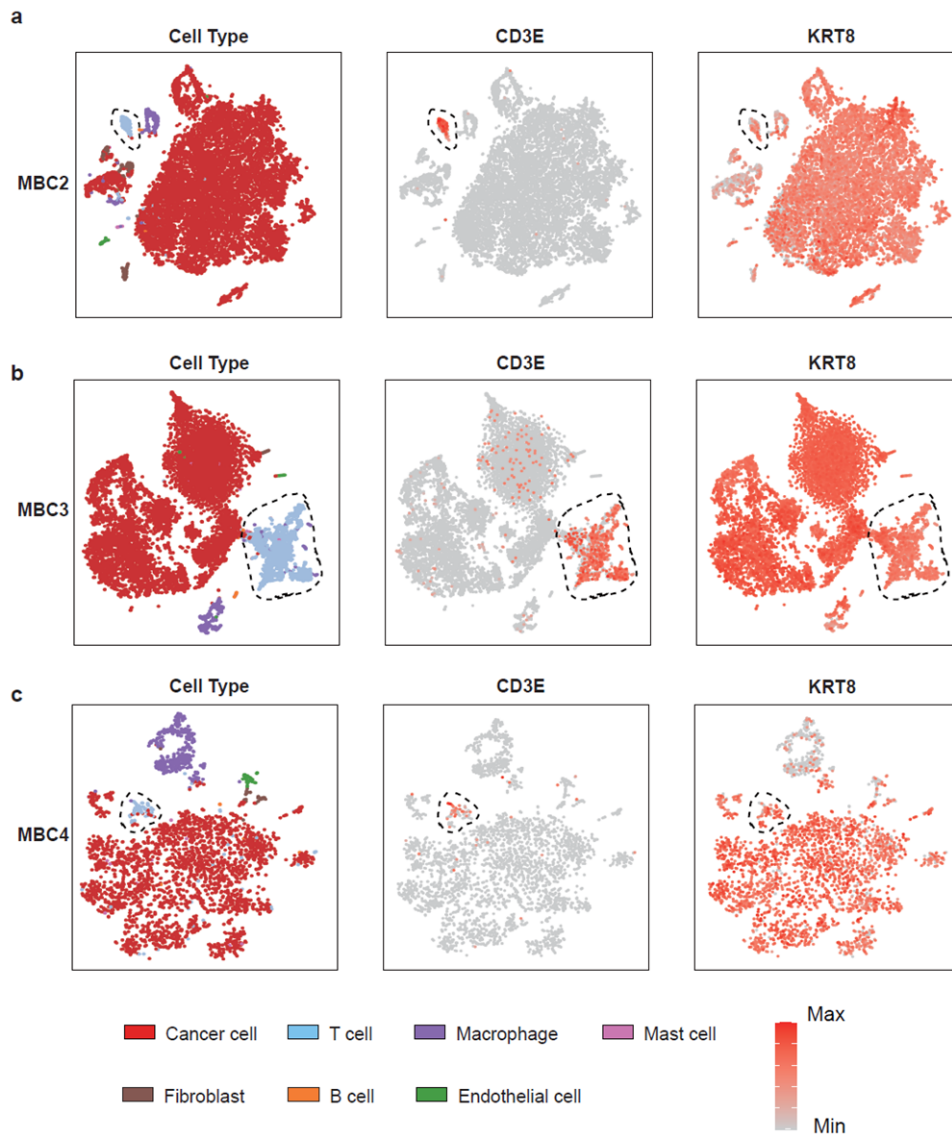 a
Cell Type CD3E KRT8
MBC2
b
Cell Type CD3E KRT8
MBC3
c
Cell Type CD3E KRT8
MBC4
Cancer cell T cell Macrophage Mast cell
Fibroblast B cell Endothelial cell
Max
Min